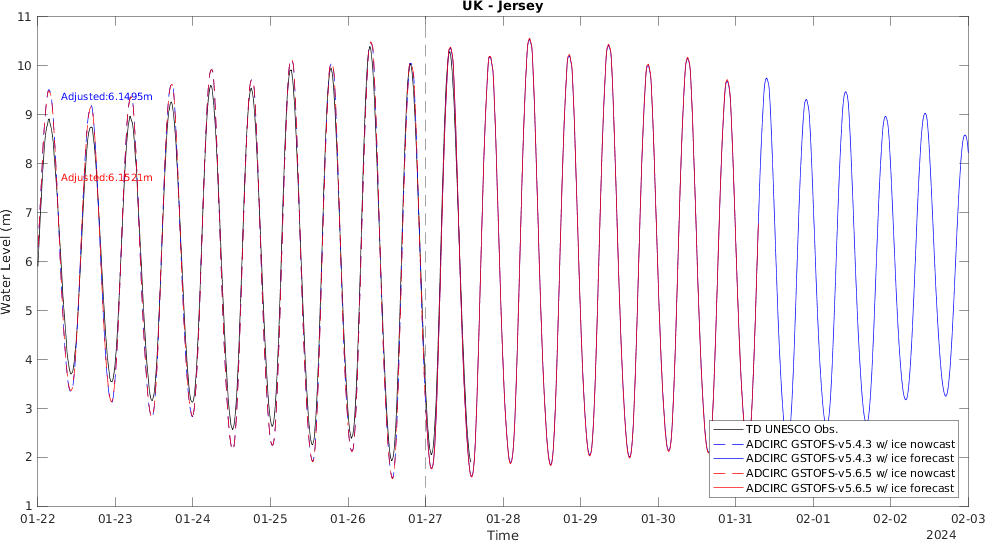 UK - Jersey
11
10
9
8
7
6
5
4
3
2
1
Water Level (m)
Adjusted:6.1495m
Adjusted:6.1521m
TD UNESCO Obs.
ADCIRC GSTOFS-v5.4.3 w/ ice nowcast
ADCIRC GSTOFS-v5.4.3 w/ ice forecast
ADCIRC GSTOFS-v5.6.5 w/ ice nowcast
ADCIRC GSTOFS-v5.6.5 w/ ice forecast
01-22 01-23 01-24 01-25 01-26 01-27 01-28 01-29 01-30 01-31 02-01 02-02 02-03
Time
2024